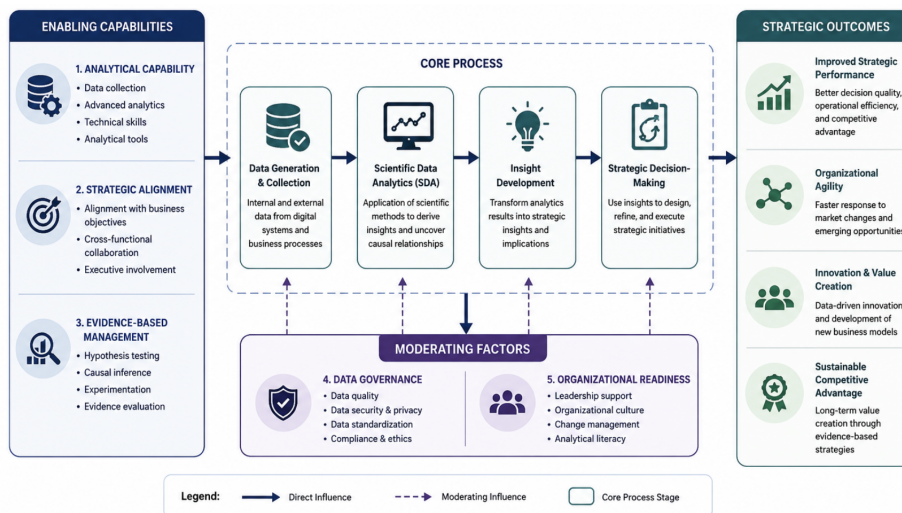 ENABLING CAPABILITIES
1. ANALYTICAL CAPABILITY
• Data collection
• Advanced analytics
• Technical skills
• Analytical tools
2. STRATEGIC ALIGNMENT
• Alignment with business
objectives
• Cross-functional
collaboration
• Executive involvement
3. EVIDENCE-BASED
MANAGEMENT
• Hypothesis testing
• Causal inference
• Experimentation
• Evidence evaluation
CORE PROCESS
Data Generation
& Collection
Internal and external
data from digital
systems and
business processes
Scientific Data
Analytics (SDA)
Application of scientific
methods to derive
insights and uncover
causal relationships
Insight
Development
Transform analytics
results into strategic
insights and
implications
Strategic Decision-
Making
Use insights to design,
refine, and execute
strategic initiatives
MODERATING FACTORS
4. DATA GOVERNANCE
• Data quality
• Data security & privacy
• Data standardization
• Compliance & ethics
5. ORGANIZATIONAL READINESS
• Leadership support
• Organizational culture
• Change management
• Analytical literacy
STRATEGIC OUTCOMES
Improved Strategic
Performance
Better decision quality,
operational efficiency,
and competitive
advantage
Organizational
Agility
Faster response to
market changes and
emerging opportunities
Innovation & Value
Creation
Data-driven innovation
and development of
new business models
Sustainable
Competitive
Advantage
Long-term value
creation through
evidence-based
strategies
Legend: Direct Influence Moderating Influence Core Process Stage